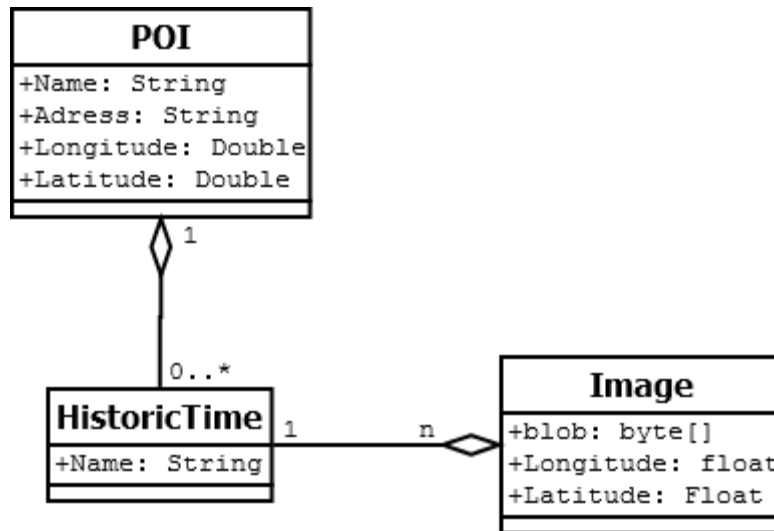 POI
+Name: String
+Adress: String
+Longitude: Double
+Latitude: Double
1
0..*
HistoricTime
+Name: String
1
n
Image
+blob: byte[]
+Longitude: float
+Latitude: Float